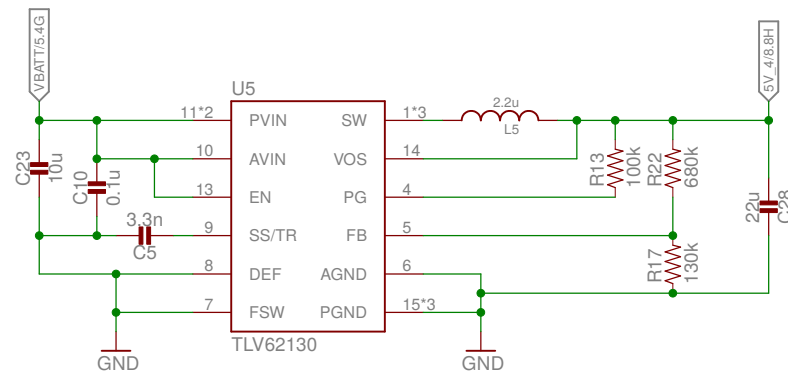 VBATT/5.4G
5V_4/8.8H
U5
2.2u
L5
11*2
PVIN
SW
1*3
10
AVIN
VOS
14
13
EN
PG
4
9
SS/TR
FB
5
8
DEF
AGND
6
7
FSW
PGND
15*3
TLV62130
C23
10u
C10
0.1u
3.3n
C5
R13
100k
R22
680k
R17
130k
22u
C28
GND
GND